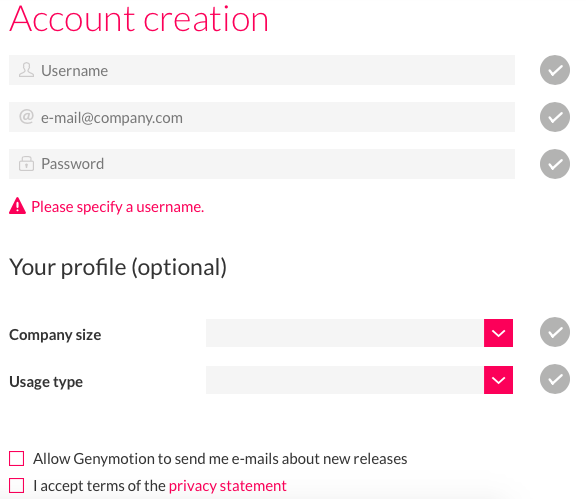 Account creation
Username
@ e-mail@company.com
Password
Please specify a username.
Your profile (optional)
Company size
Usage type
Allow Genymotion to send me e-mails about new releases
I accept terms of the privacy statement